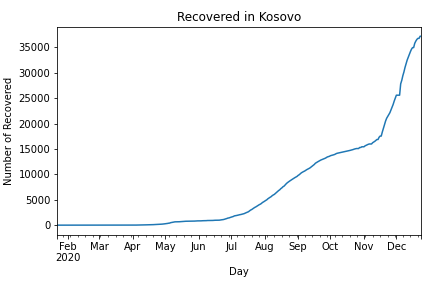 Recovered in Kosovo
Number of Recovered
35000
30000
25000
20000
15000
10000
5000
0
Feb Mar Apr May Jun Jul Aug Sep Oct Nov Dec
2020
Day